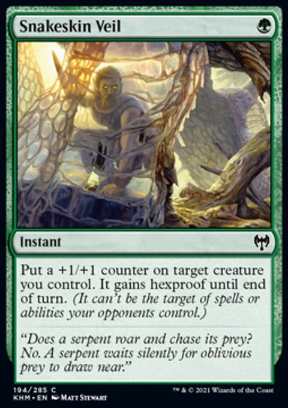 Snakeskin Veil
Instant
Put a +1/+1 counter on target creature
you control. It gains hexproof until end
of turn. (It can't be the target of spells or
abilities your opponents control.)
"Does a serpent roar and chase its prey?
No. A serpent waits silently for oblivious
prey to draw near."
194/285 C
KHM • EN MATT STEWART
™ & © 2021 Wizards of the Coast